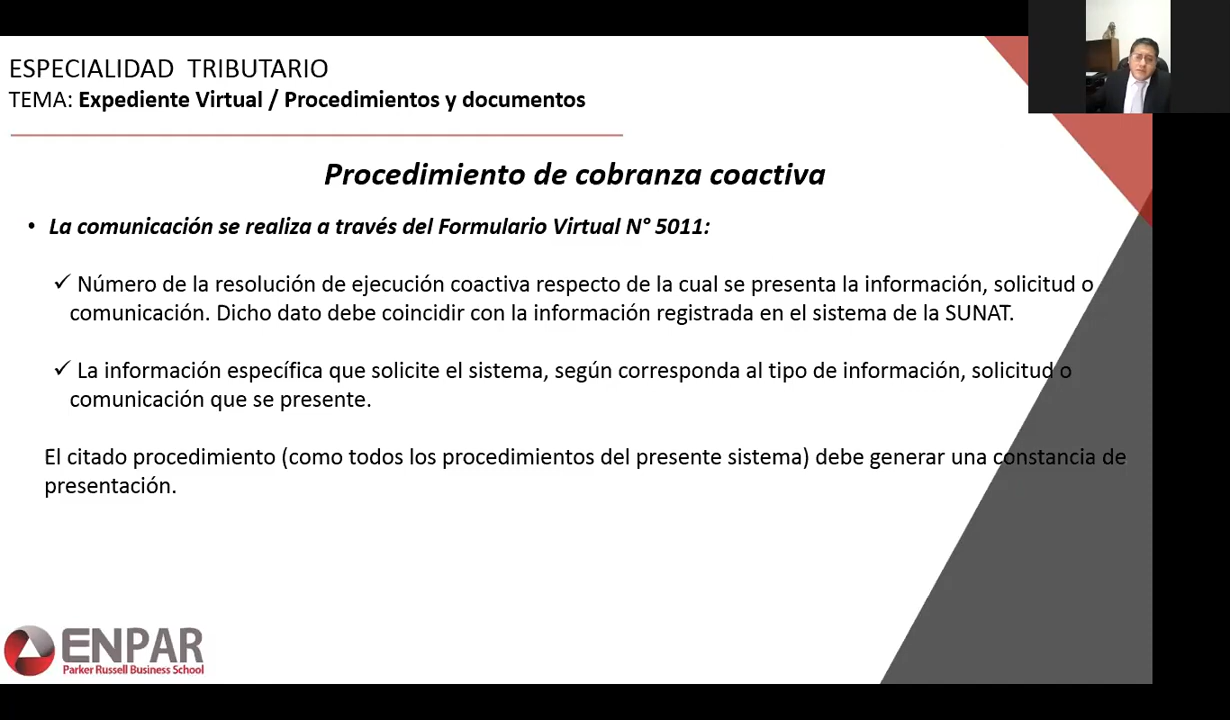 ESPECIALIDAD TRIBUTARIO
TEMA: Expediente Virtual / Procedimientos y documentos
Procedimiento de cobranza coactiva
• La comunicación se realiza a través del Formulario Virtual N° 5011:
✓ Número de la resolución de ejecución coactiva respecto de la cual se presenta la información, solicitud o
comunicación. Dicho dato debe coincidir con la información registrada en el sistema de la SUNAT.
✓ La información específica que solicite el sistema, según corresponda al tipo de información, solicitud o
comunicación que se presente.
El citado procedimiento (como todos los procedimientos del presente sistema) debe generar una constancia de
presentación.
ENPAR
Parker Russell Business School